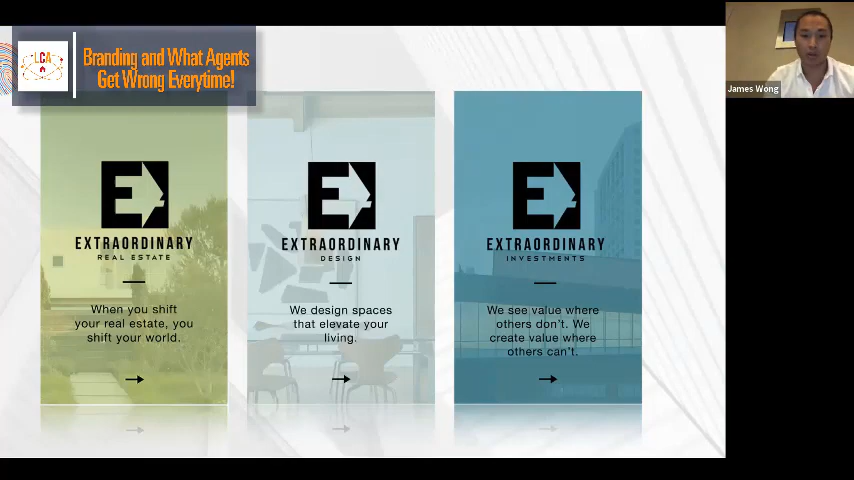 LCA
Branding and What Agents
Get Wrong Everytime!
James Wong
E
EXTRAORDINARY
REAL ESTATE
When you shift
your real estate, you
shift your world.
E
EXTRAORDINARY
DESIGN
We design spaces
that elevate your
living.
E
EXTRAORDINARY
INVESTMENTS
We see value where
others don't. We
create value where
others can't.